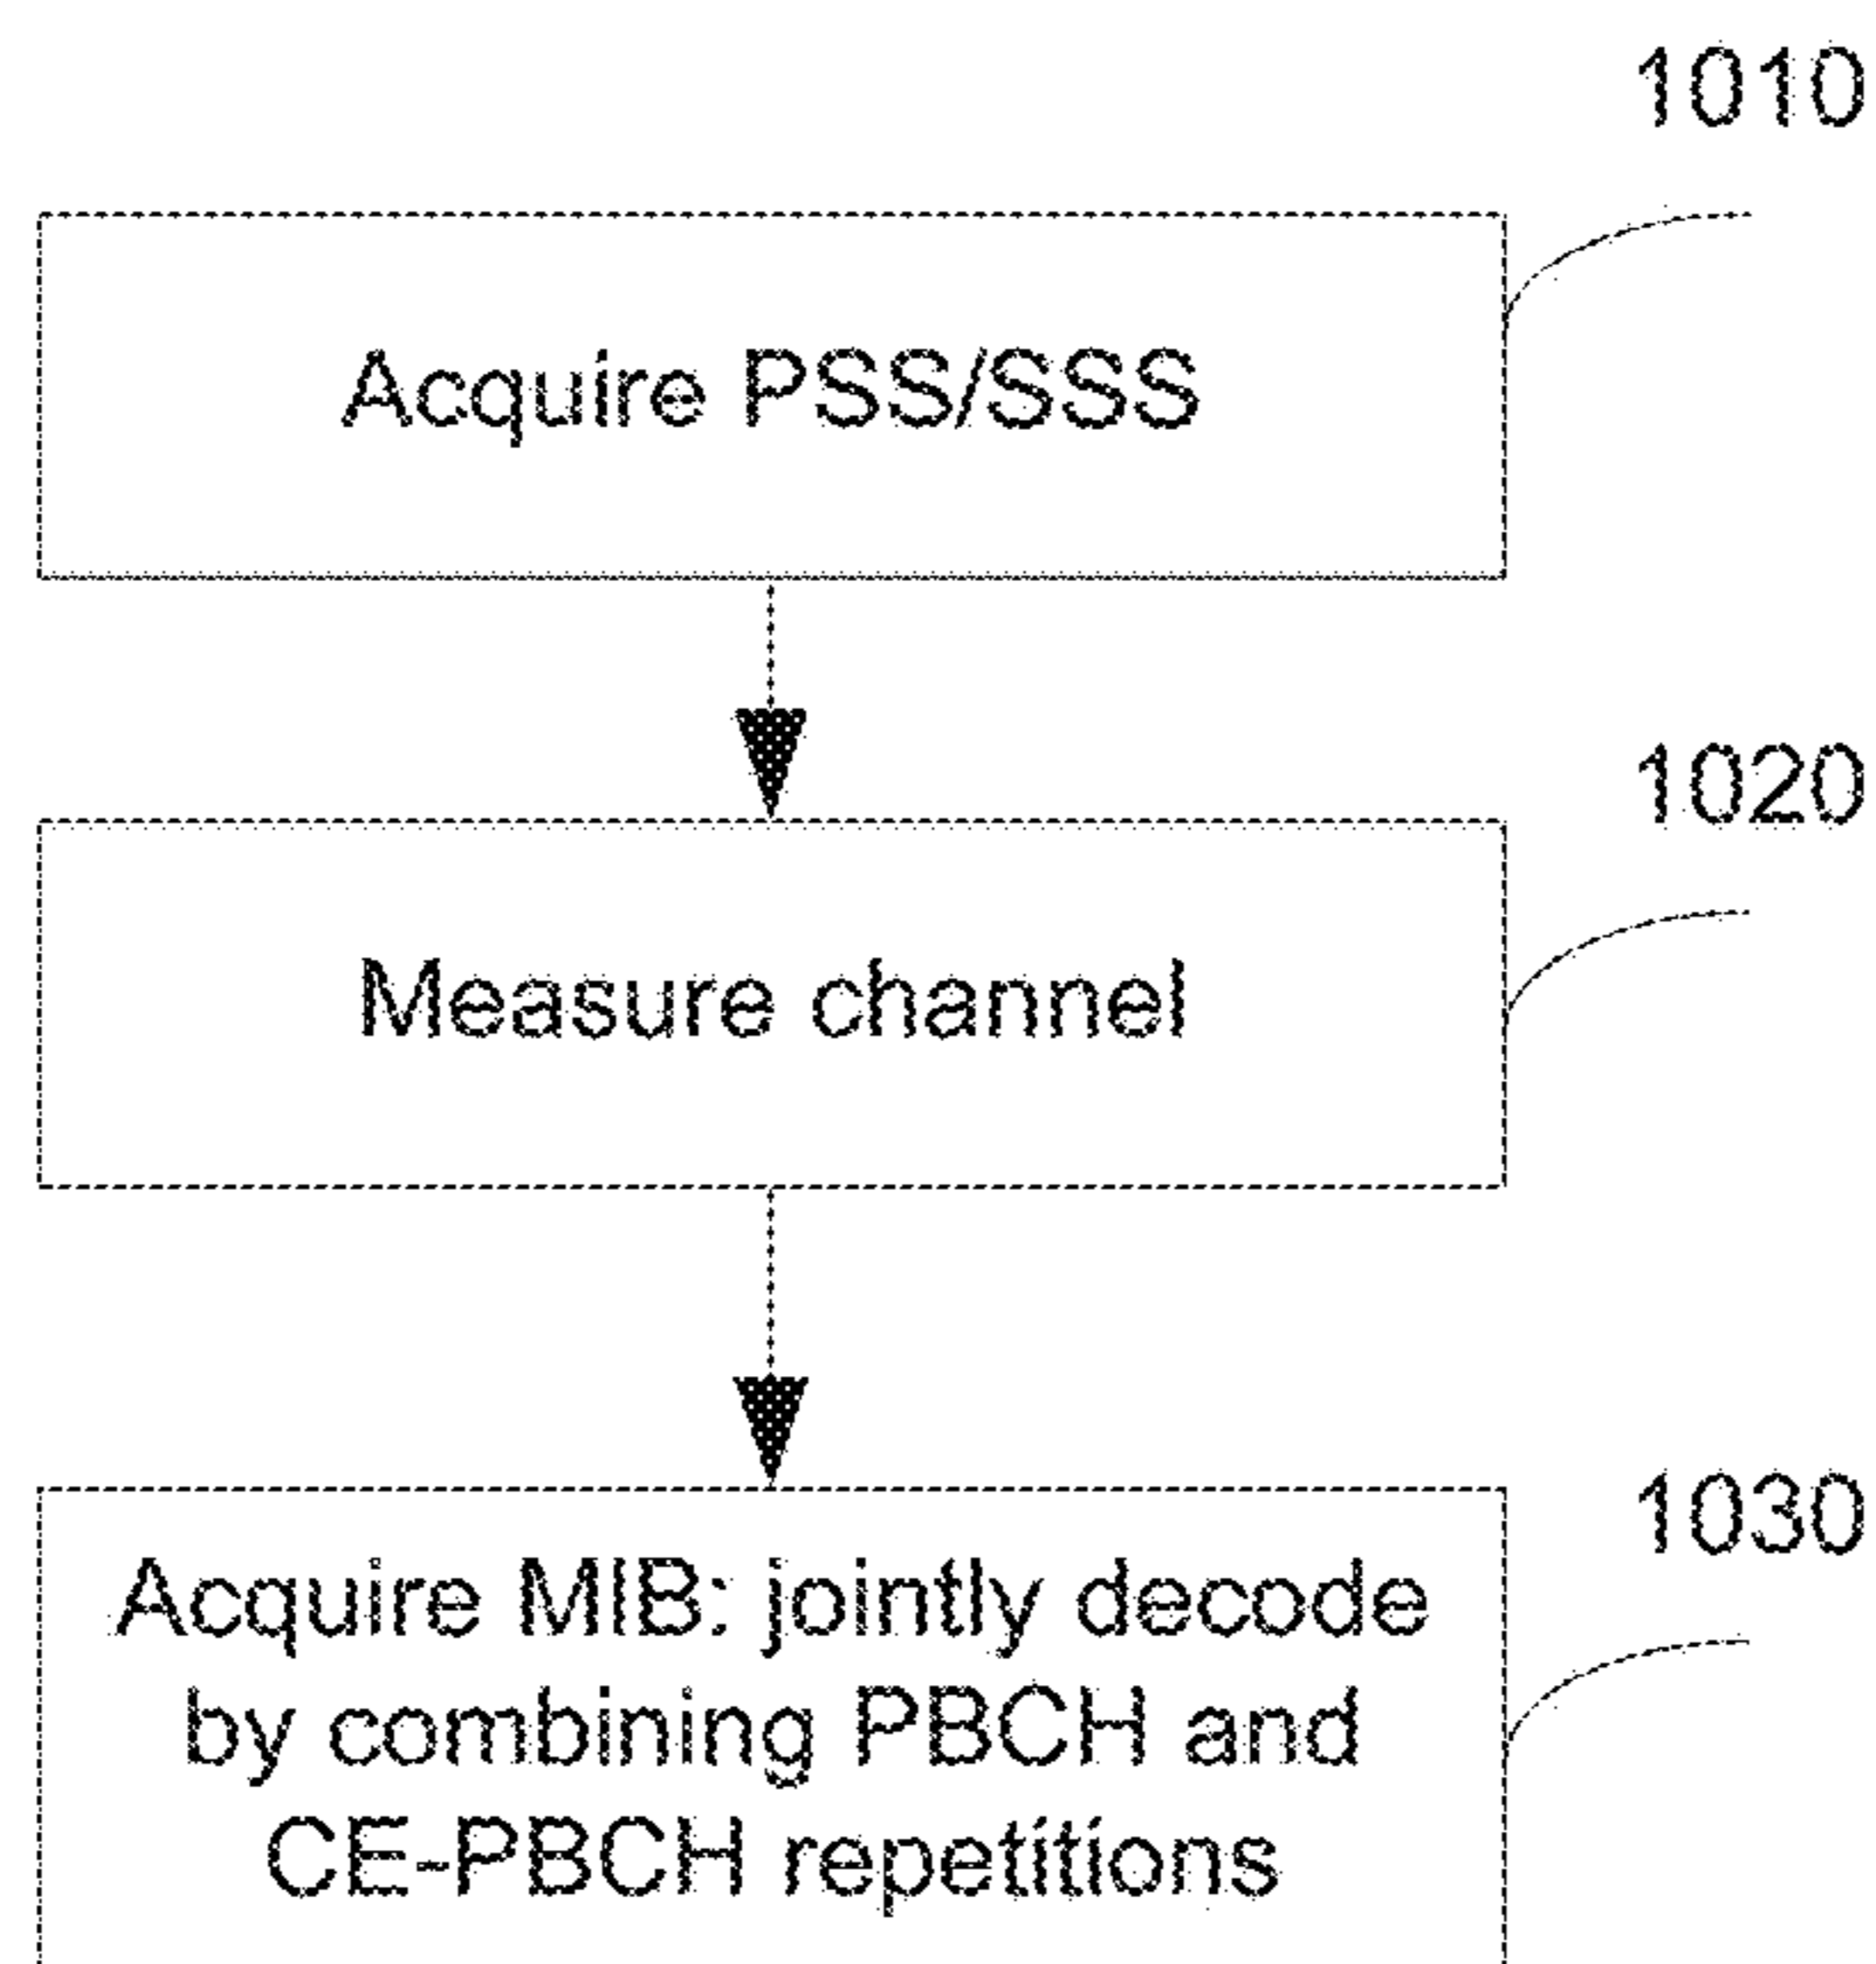 1010
Acquire PSS/SSS
1020
Measure channel
1030
Acquire MIB: jointly decode
by combining PBCH and
CE-PBCH repetitions